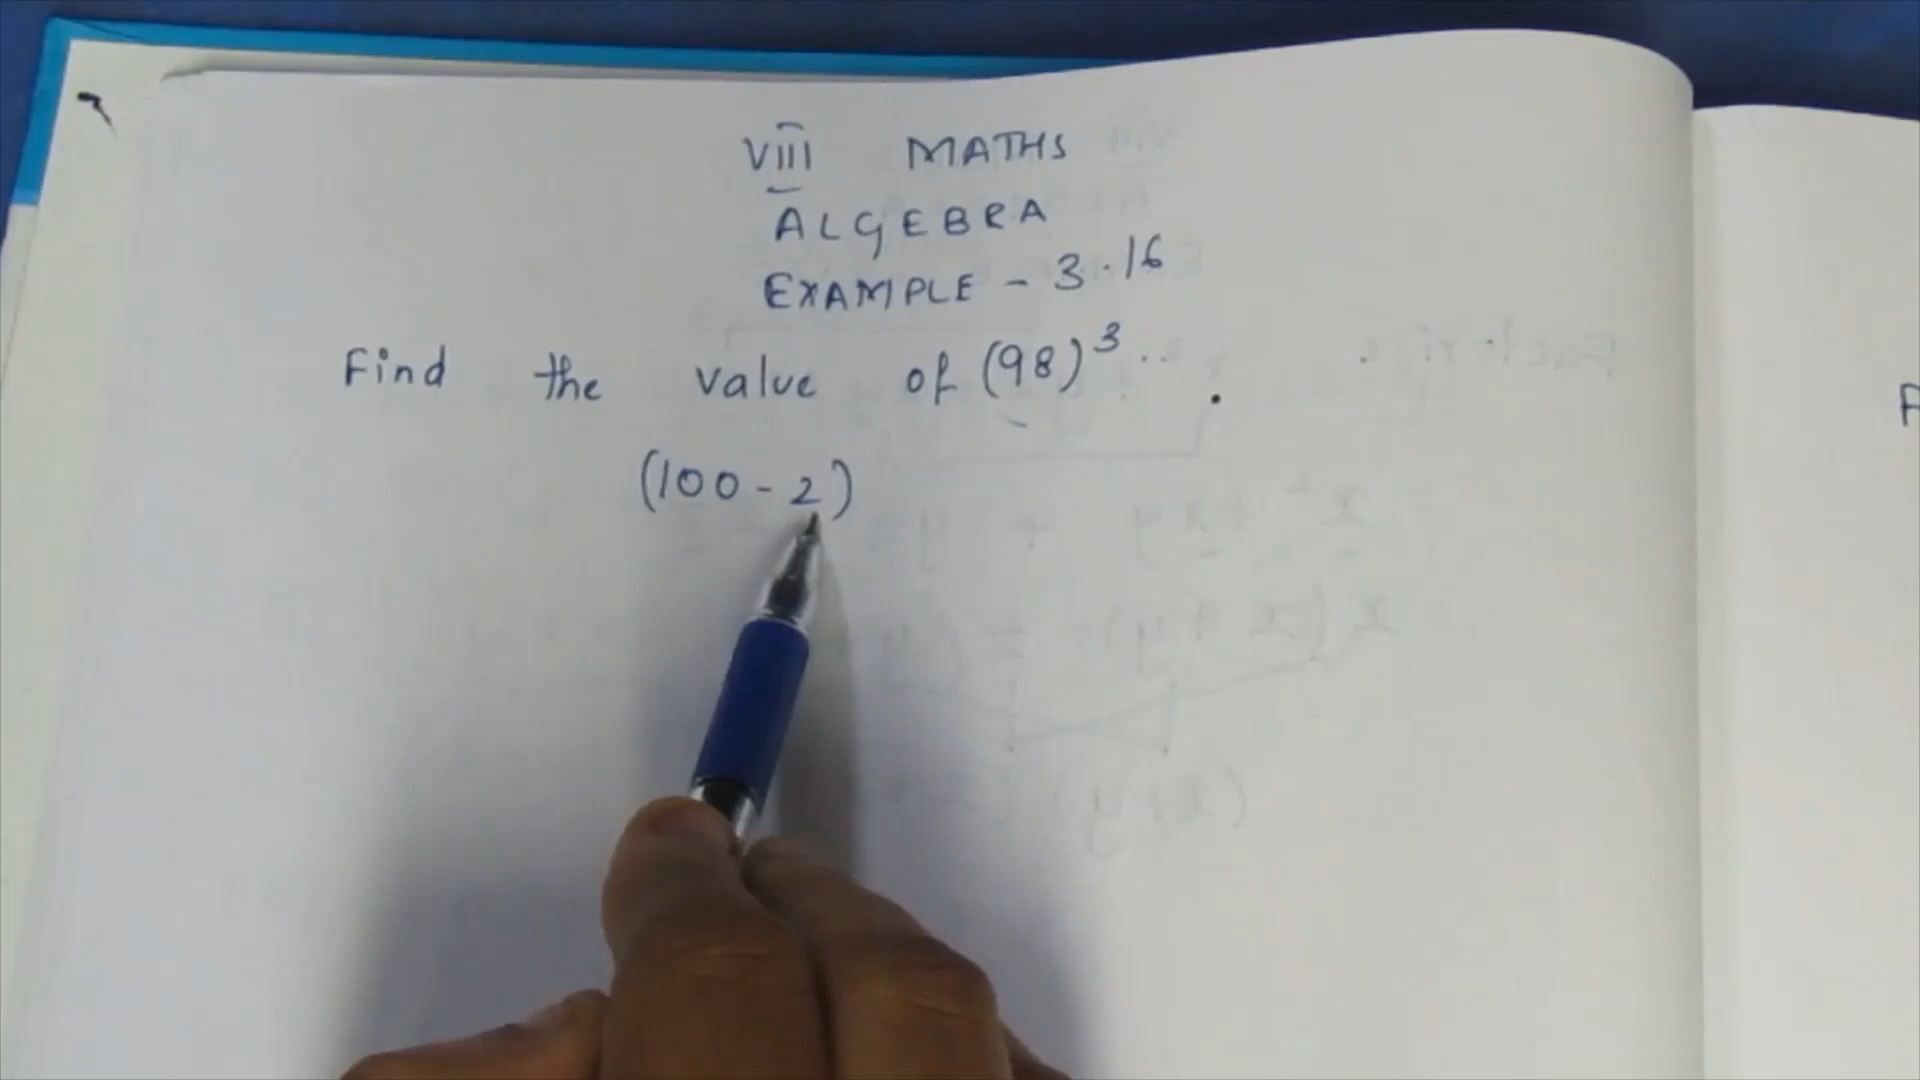 VIII MATHS
ALGEBRA
EXAMPLE - 3.16
Find the value of (98)³
(100 - 2)